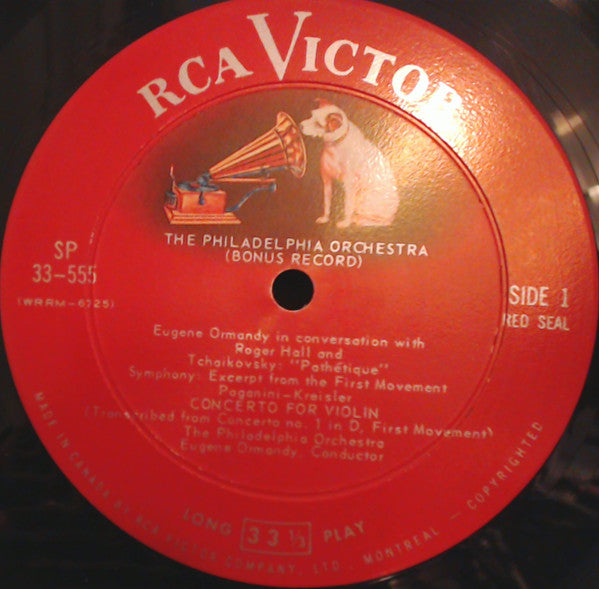 RCA VICTOR
THE PHILADELPHIA ORCHESTRA
(BONUS RECORD)
SP
33-555
(WRRM-6725)
SIDE 1
RED SEAL
Eugene Ormandy in conversation with
Roger Hall and
Tchaikovsky: "Pathétique"
Symphony: Excerpt from the First Movement
Paganini-Kreisler
CONCERTO FOR VIOLIN
(Transcribed from Concerto no. 1 in D, First Movement)
The Philadelphia Orchestra
Eugene Ormandy, Conductor
LONG 33 1/3 PLAY
MADE IN CANADA BY RCA VICTOR COMPANY, LTD., MONTREAL — COPYRIGHTED